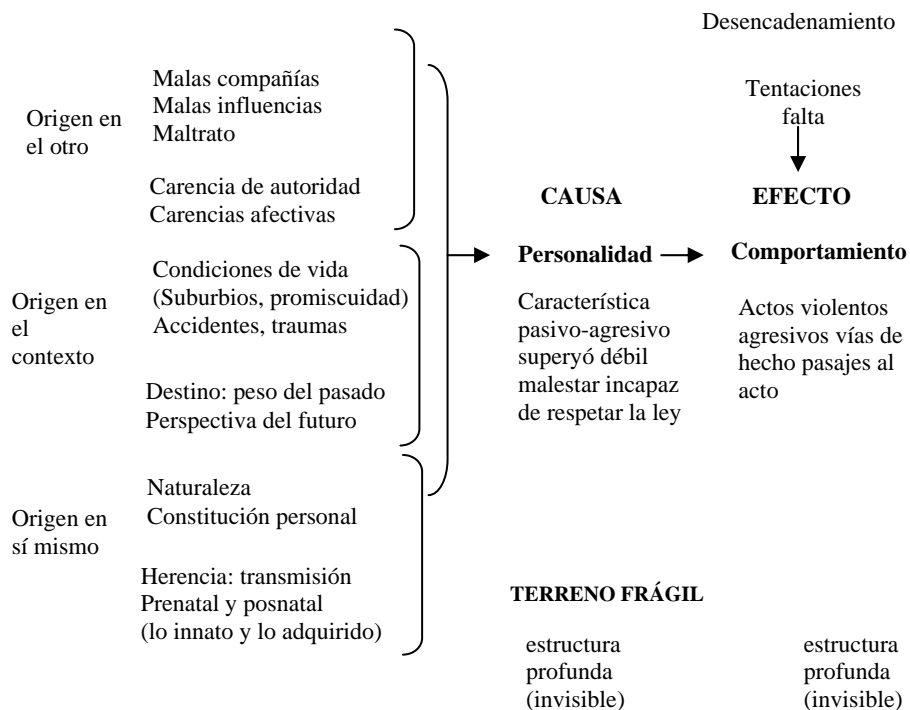 Desencadenamiento
Tentaciones
falta
Origen en
el otro
Malas compañías
Malas influencias
Maltrato
Carencia de autoridad
Carencias afectivas
Origen en
el
contexto
Condiciones de vida
(Suburbios, promiscuidad)
Accidentes, traumas
Destino: peso del pasado
Perspectiva del futuro
Origen en
sí mismo
Naturaleza
Constitución personal
Herencia: transmisión
Prenatal y posnatal
(lo innato y lo adquirido)
CAUSA
Personalidad
Característica
pasivo-agresivo
superyó débil
malestar incapaz
de respetar la ley
EFECTO
Comportamiento
Actos violentos
agresivos vías de
hecho pasajes al
acto
TERRENO FRÁGIL
estructura
profunda
(invisible)
estructura
profunda
(invisible)